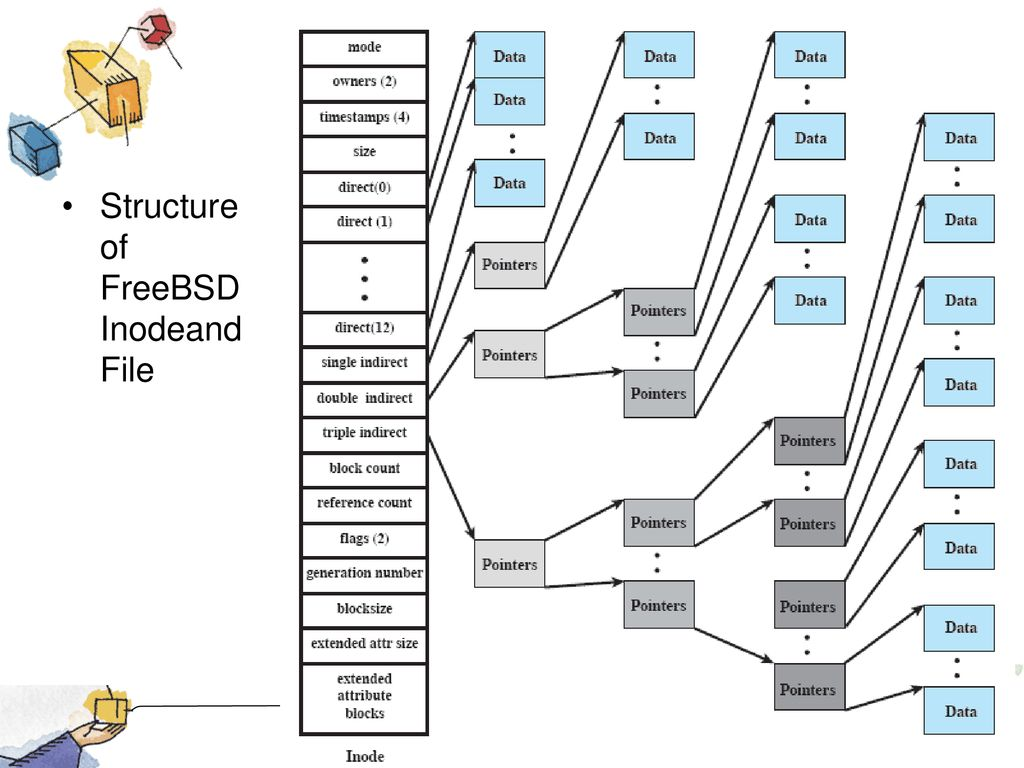 • Structure
of
FreeBSD
Inodeand
File
mode
owners (2)
timestamps (4)
size
direct(0)
direct (1)
direct(12)
single indirect
double indirect
triple indirect
block count
reference count
flags (2)
generation number
blocksize
extended attr size
extended
attribute
blocks
Inode
Data
Data
Data
Pointers
Pointers
Pointers
Data
Data
Pointers
Pointers
Pointers
Pointers
Data
Data
Data
Data
Pointers
Pointers
Pointers
Pointers
Data
Data
Data
Data
Data
Data
Data
Data